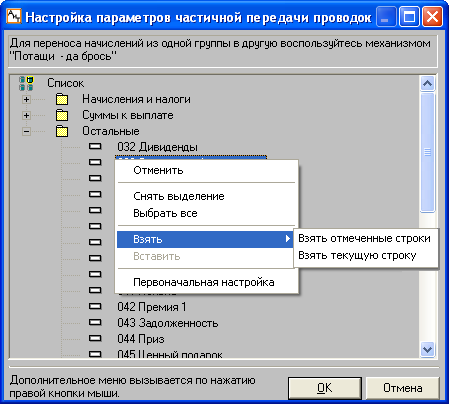 Настройка параметров частичной передачи проводок
Для переноса начислений из одной группы в другую воспользуйтесь механизмом
"Потащи - да брось"
Список
Начисления и налоги
Суммы к выплате
Остальные
032 Дивиденды
Отменить
Снять выделение
Выбрать все
Взять
Взять отмеченные строки
Вставить
Взять текущую строку
Первоначальная настройка
042 Премия 1
043 Задолженность
044 Приз
045 Ценный подарок
Дополнительное меню вызывается по нажатию
правой кнопки мыши.
OK
Отмена